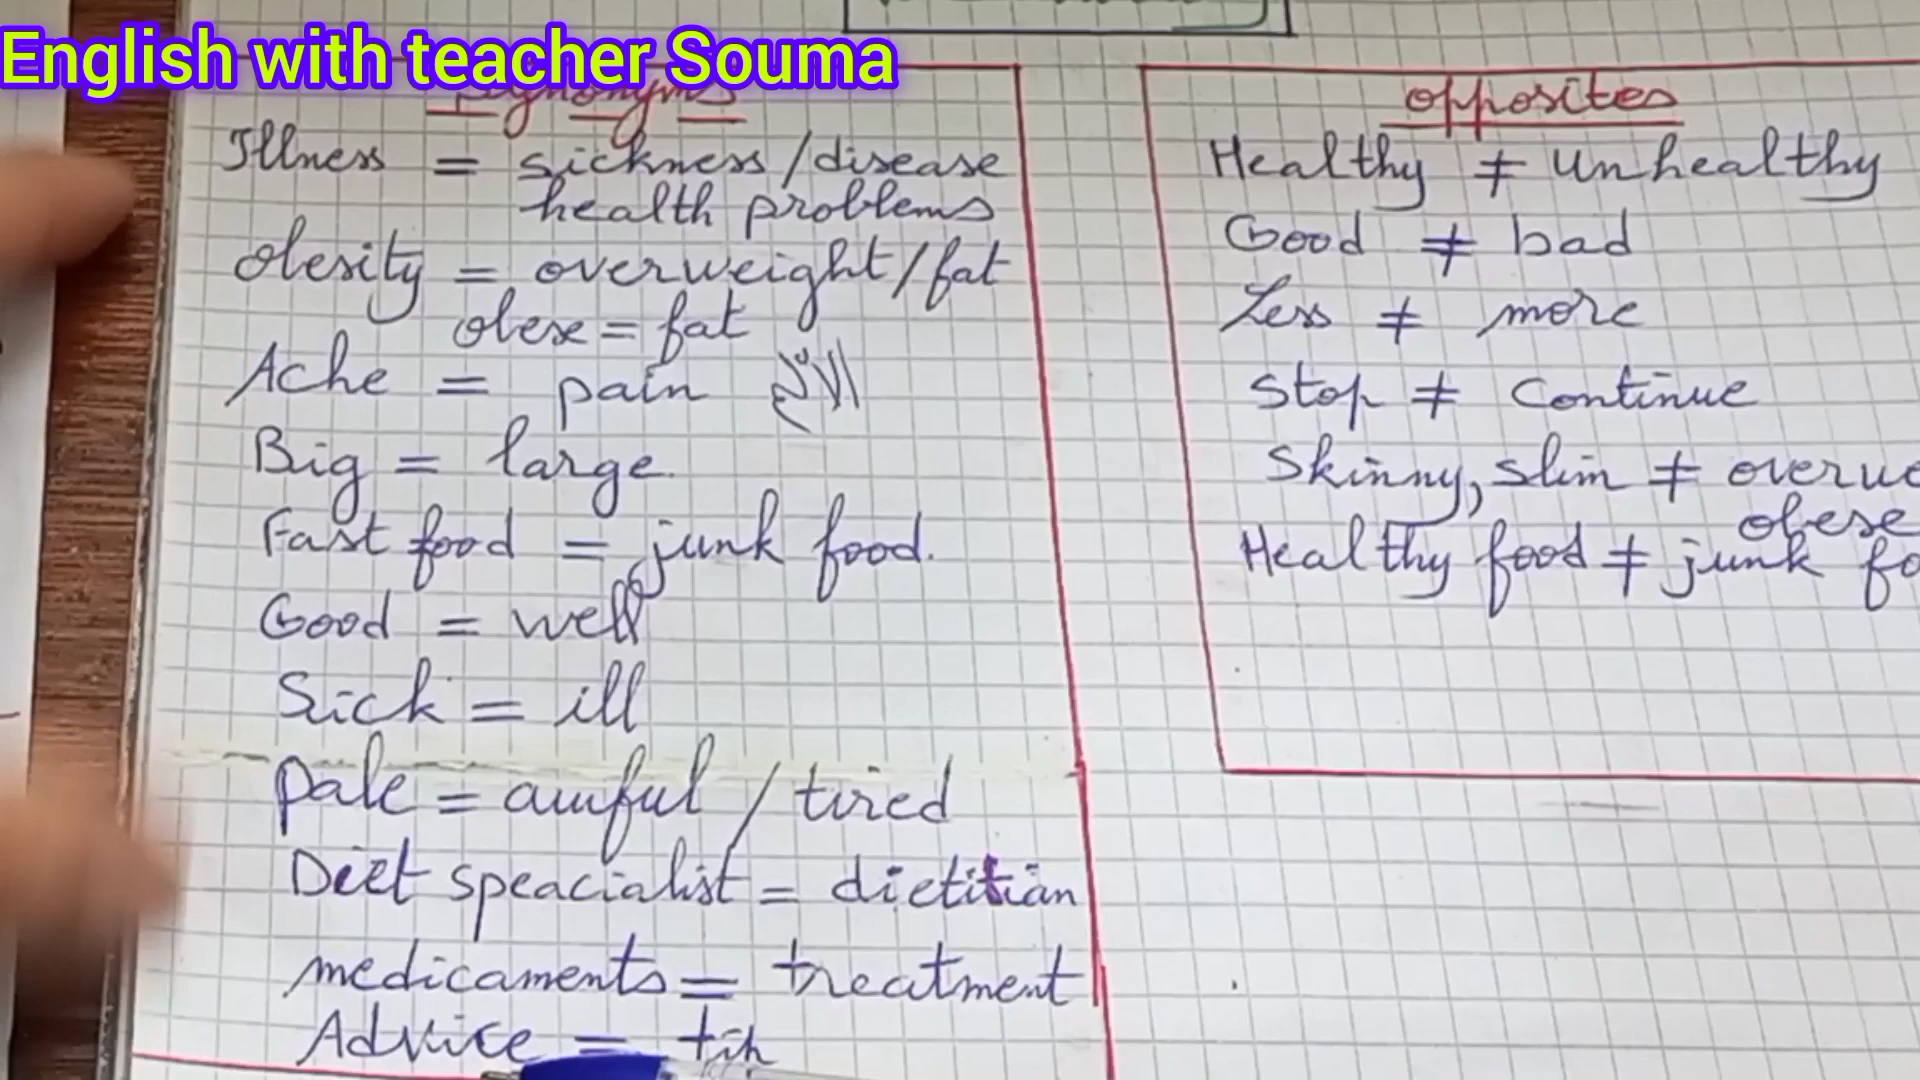 English with teacher Souma
synonyms
Illness = sickness/disease
health problems
obesity = overweight/fat
obese = fat
Ache = pain
Big = large.
Fast food = junk food.
Good = well
Sick = ill
pale = awful / tired
Diet speacialist = dietitian
medicaments = treatment
Advice = tip
opposites
Healthy ≠ unhealthy
Good ≠ bad
Less ≠ more
Stop ≠ Continue
Skinny, slim ≠ overwe
obese
Healthy food ≠ junk fo